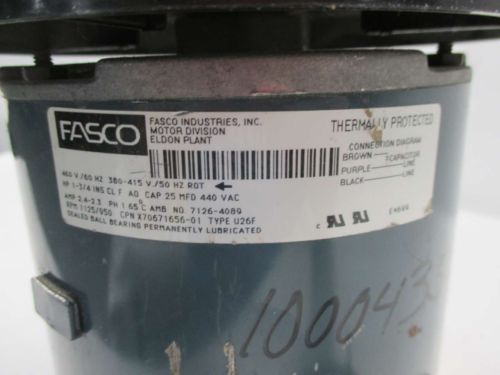 FASCO
FASCO INDUSTRIES, INC.
MOTOR DIVISION
ELDON PLANT
460 V/60 HZ 380-415 V/50 HZ ROT ←
HP 1-3/4 INS CL F AO CAP 25 MFD 440 VAC
AMP 2.4-2.3 PH 1 65°C AMB NO. 7126-4089
RPM 1125/950 CPN X70671656-01 TYPE U26F
SEALED BALL BEARING PERMANENTLY LUBRICATED
THERMALLY PROTECTED
CONNECTION DIAGRAM
BROWN CAPACITOR
PURPLE LINE
BLACK LINE
100043